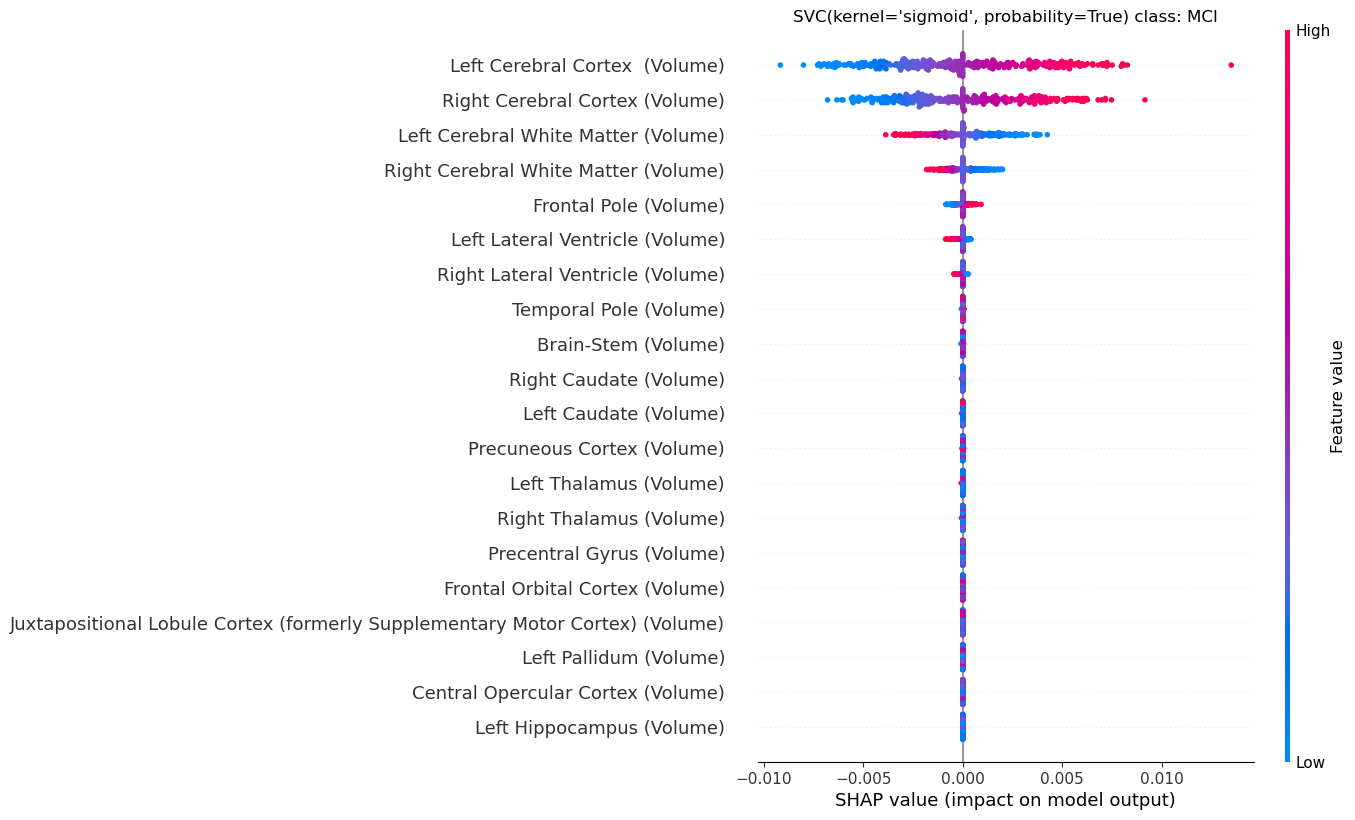 SVC(kernel='sigmoid', probability=True) class: MCI
High
Left Cerebral Cortex  (Volume)
Right Cerebral Cortex (Volume)
Left Cerebral White Matter (Volume)
Right Cerebral White Matter (Volume)
Frontal Pole (Volume)
Left Lateral Ventricle (Volume)
Right Lateral Ventricle (Volume)
Temporal Pole (Volume)
Brain-Stem (Volume)
Right Caudate (Volume)
Left Caudate (Volume)
Precuneous Cortex (Volume)
Left Thalamus (Volume)
Right Thalamus (Volume)
Precentral Gyrus (Volume)
Frontal Orbital Cortex (Volume)
Juxtapositional Lobule Cortex (formerly Supplementary Motor Cortex) (Volume)
Left Pallidum (Volume)
Central Opercular Cortex (Volume)
Left Hippocampus (Volume)
Feature value
Low
−0.010 −0.005 0.000 0.005 0.010
SHAP value (impact on model output)